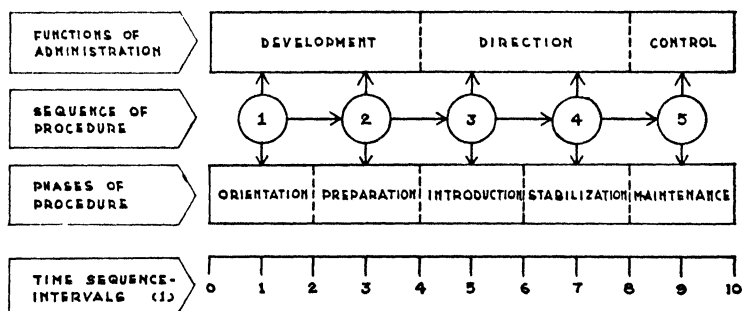 FUNCTIONS OF
ADMINISTRATION
DEVELOPMENT DIRECTION CONTROL
SEQUENCE OF
PROCEDURE
1 2 3 4 5
PHASES OF
PROCEDURE
ORIENTATION PREPARATION INTRODUCTION STABILIZATION MAINTENANCE
TIME SEQUENCE-
INTERVALS (1)
0 1 2 3 4 5 6 7 8 9 10